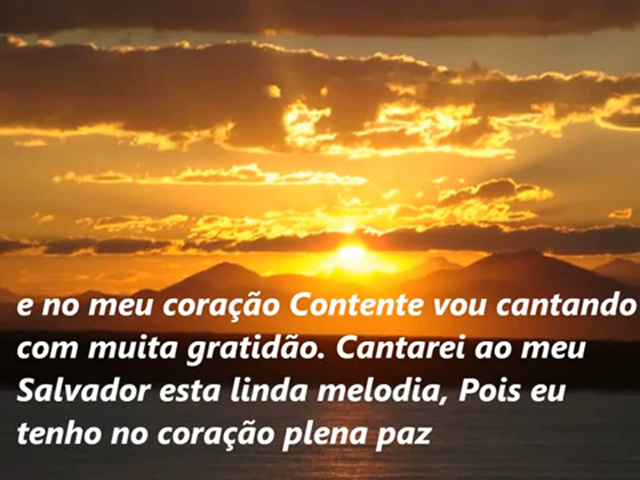 e no meu coração Contente vou cantando
com muita gratidão. Cantarei ao meu
Salvador esta linda melodia, Pois eu
tenho no coração plena paz